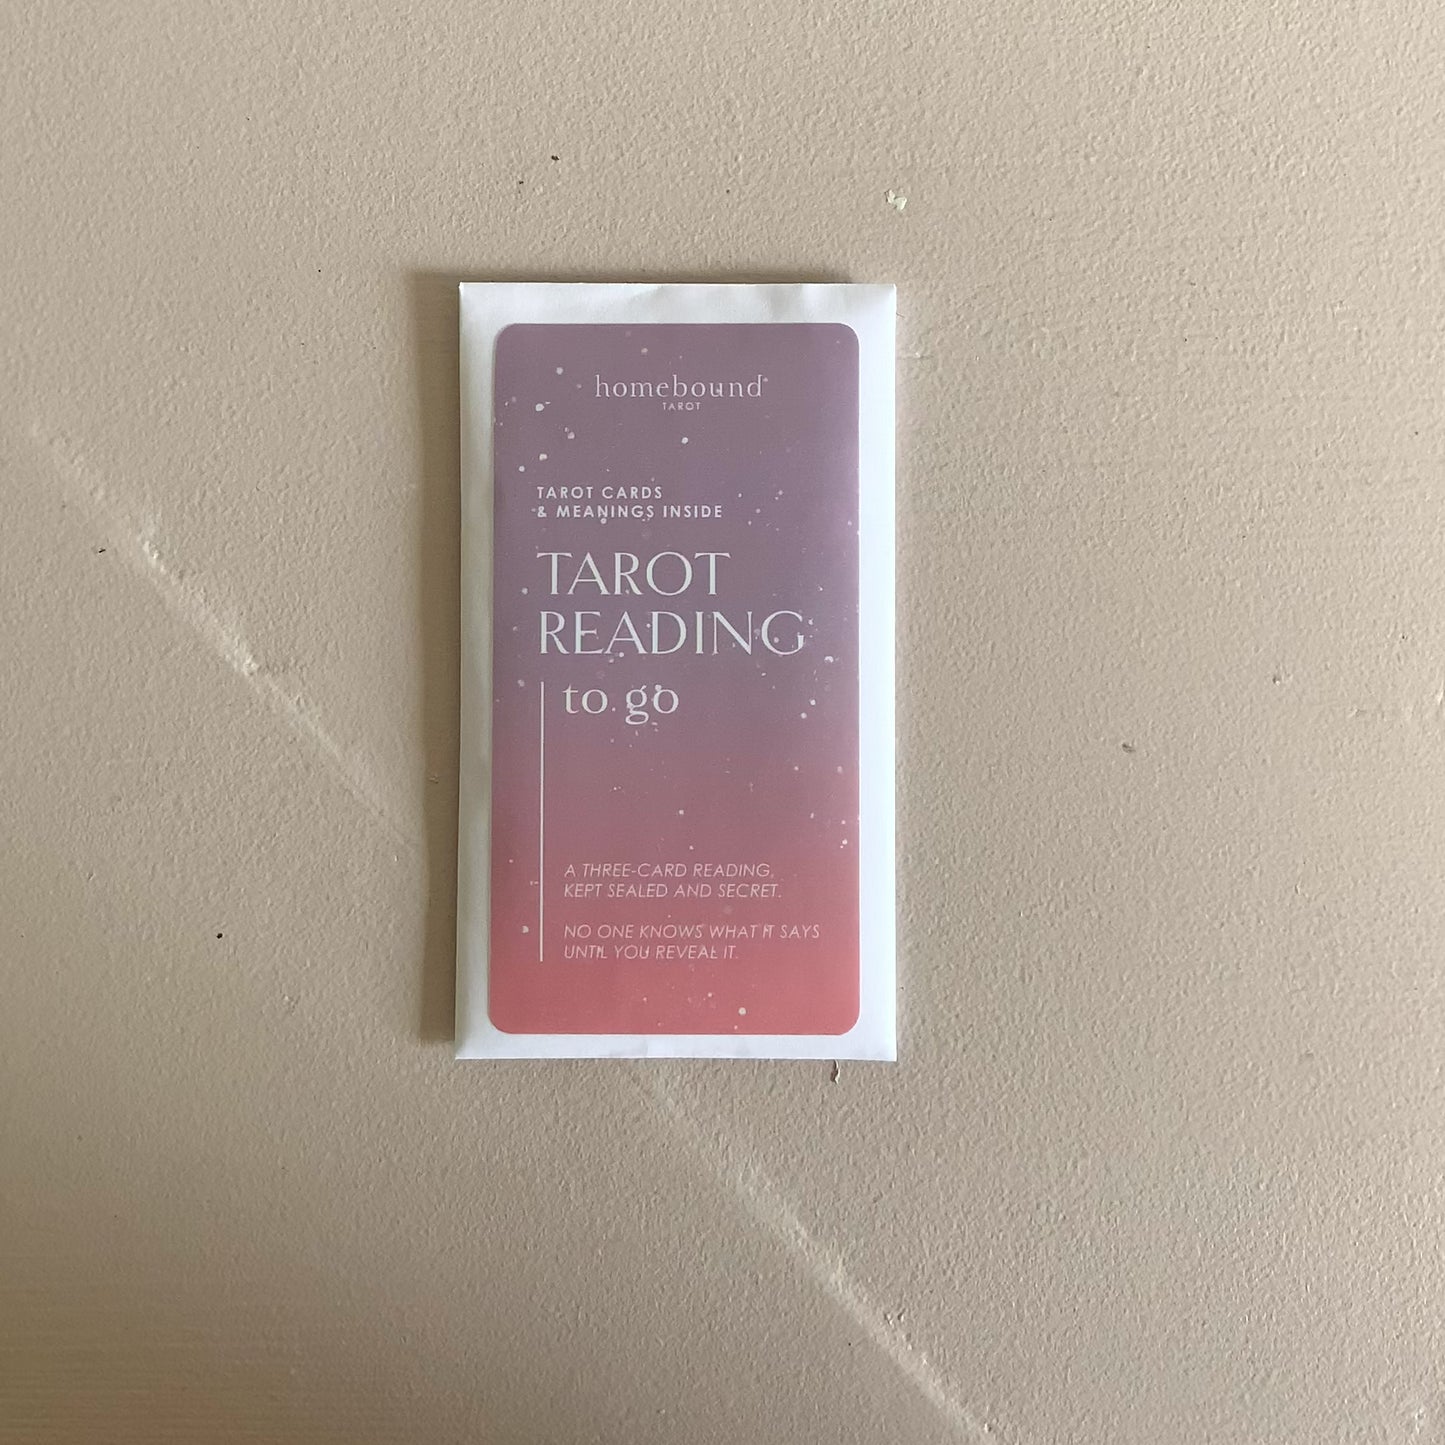 homebound
TAROT
TAROT CARDS
& MEANINGS INSIDE
TAROT
READING
to go
A THREE-CARD READING,
KEPT SEALED AND SECRET.
NO ONE KNOWS WHAT IT SAYS
UNTIL YOU REVEAL IT.